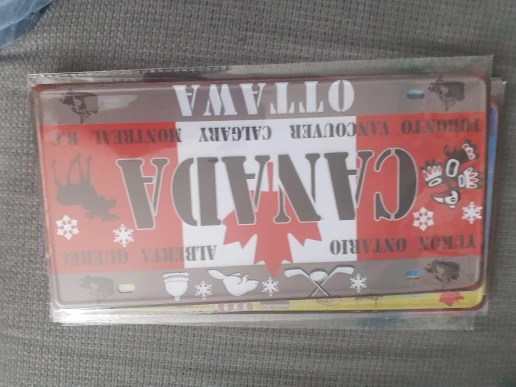 YUKON ONTARIO ALBERTA QUEBEC
CANADA
TORONTO VANCOUVER CALGARY MONTREAL B.C.
OTTAWA